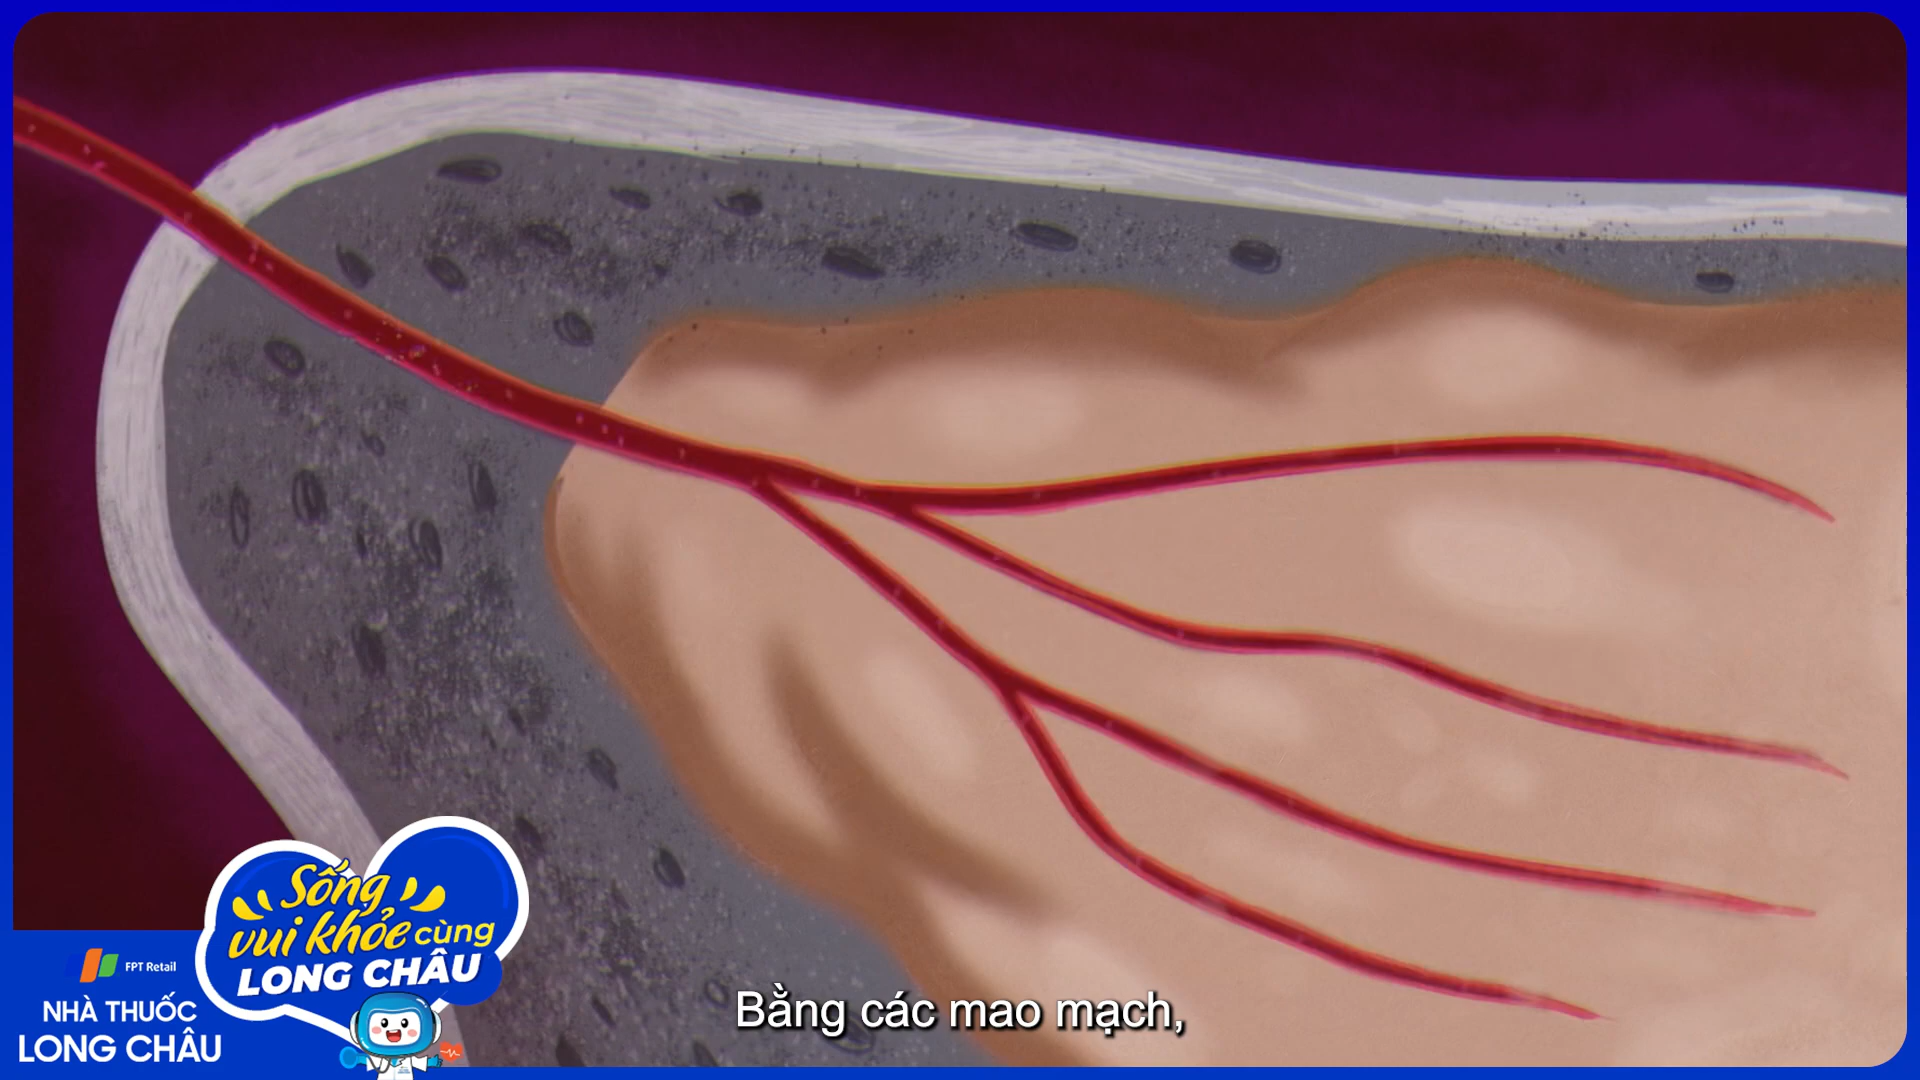 Sống
vui khỏe cùng
LONG CHÂU
FPT Retail
NHÀ THUỐC
LONG CHÂU
Bằng các mao mạch,